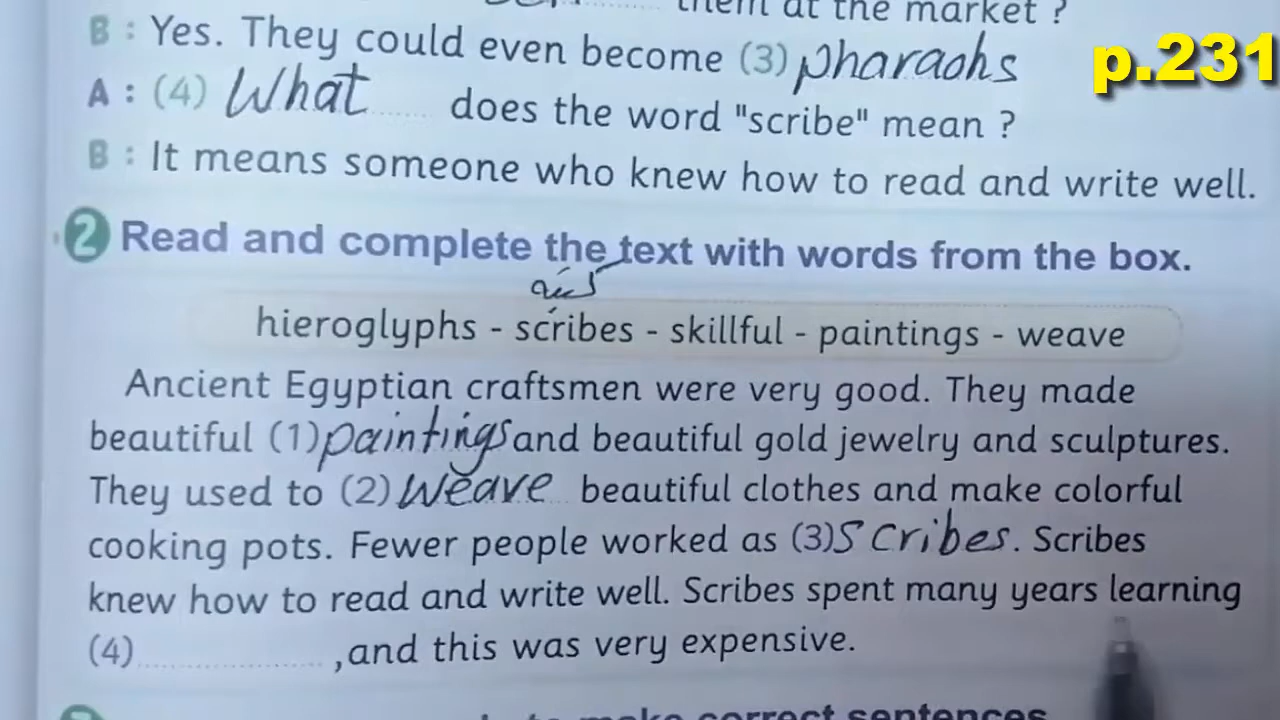 them at the market ?
B : Yes. They could even become (3) pharaohs
p.231
A : (4) What does the word "scribe" mean ?
B : It means someone who knew how to read and write well.
2 Read and complete the text with words from the box.
hieroglyphs - scribes - skillful - paintings - weave
Ancient Egyptian craftsmen were very good. They made
beautiful (1) paintings and beautiful gold jewelry and sculptures.
They used to (2) weave beautiful clothes and make colorful
cooking pots. Fewer people worked as (3) Scribes. Scribes
knew how to read and write well. Scribes spent many years learning
(4) ........................ ,and this was very expensive.
to make correct sentences